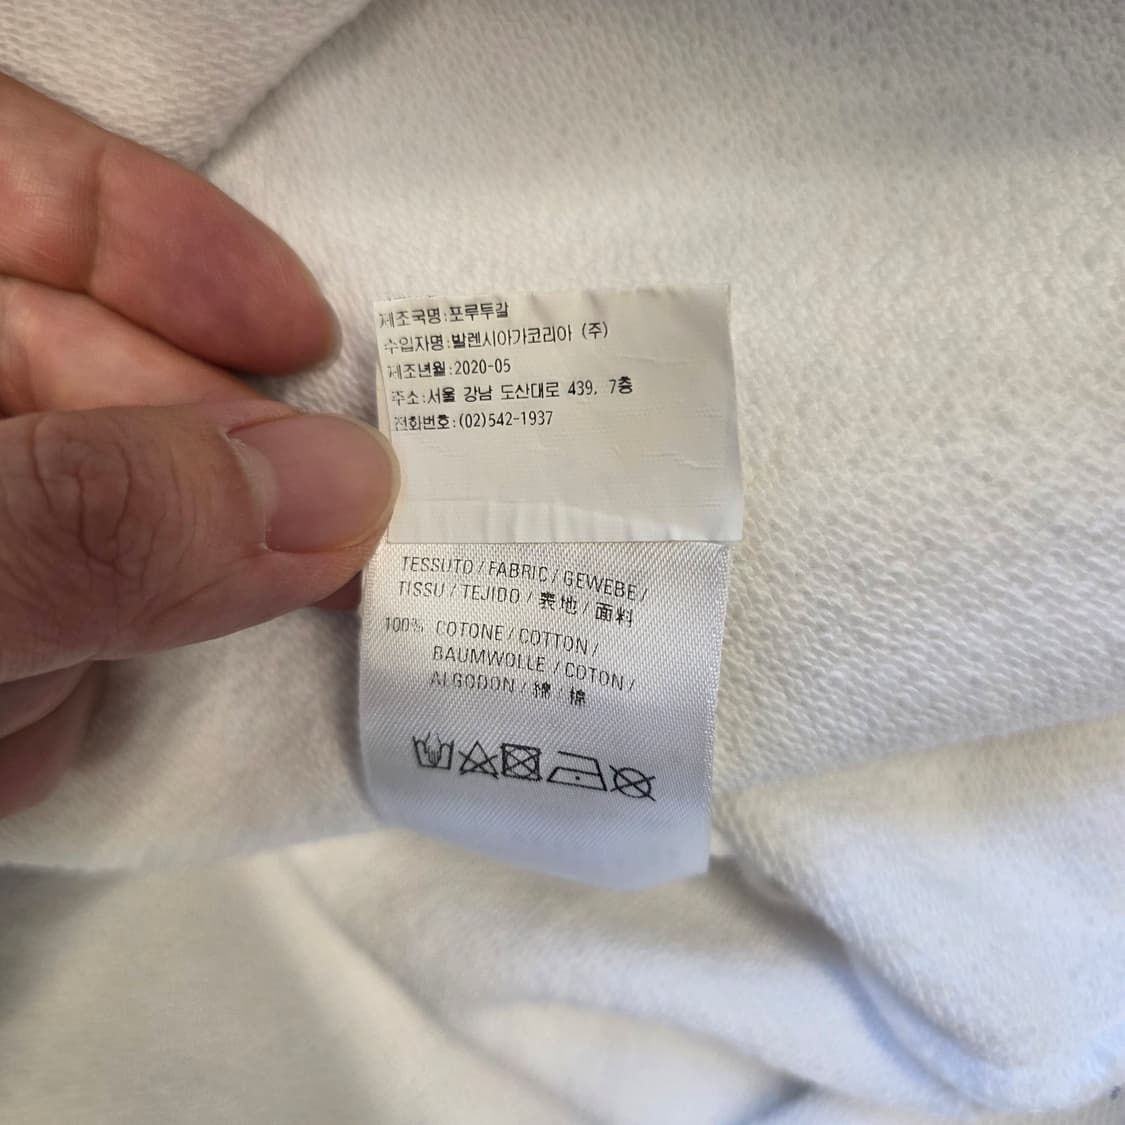 제조국명:포루투갈
수입자명:발렌시아가코리아 (주)
제조년월:2020-05
주소:서울 강남 도산대로 439, 7층
전화번호:(02)542-1937
TESSUTO / FABRIC / GEWEBE /
TISSU / TEJIDO / 表地 / 面料
100% COTONE / COTTON /
BAUMWOLLE / COTON /
ALGODON / 綿 棉